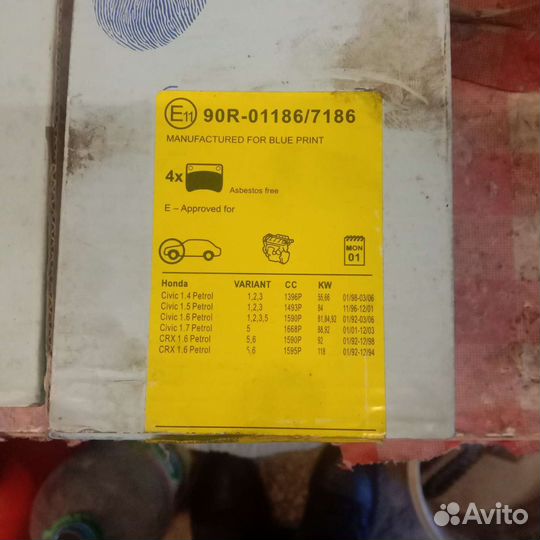 E11 90R-01186/7186
MANUFACTURED FOR BLUE PRINT
4x
Asbestos free
E – Approved for
MON
01
Honda VARIANT CC KW
Civic 1.4 Petrol 1,2,3 1396P 55,66 01/98-03/06
Civic 1.5 Petrol 1,2,3 1493P 84 11/96-12/01
Civic 1.6 Petrol 1,2,3,5 1590P 81,84,92 01/92-03/06
Civic 1.7 Petrol 5 1668P 88,92 01/01-12/03
CRX 1.6 Petrol 5,6 1590P 92 01/92-12/98
CRX 1.6 Petrol 5,6 1595P 118 01/92-12/94
Avito